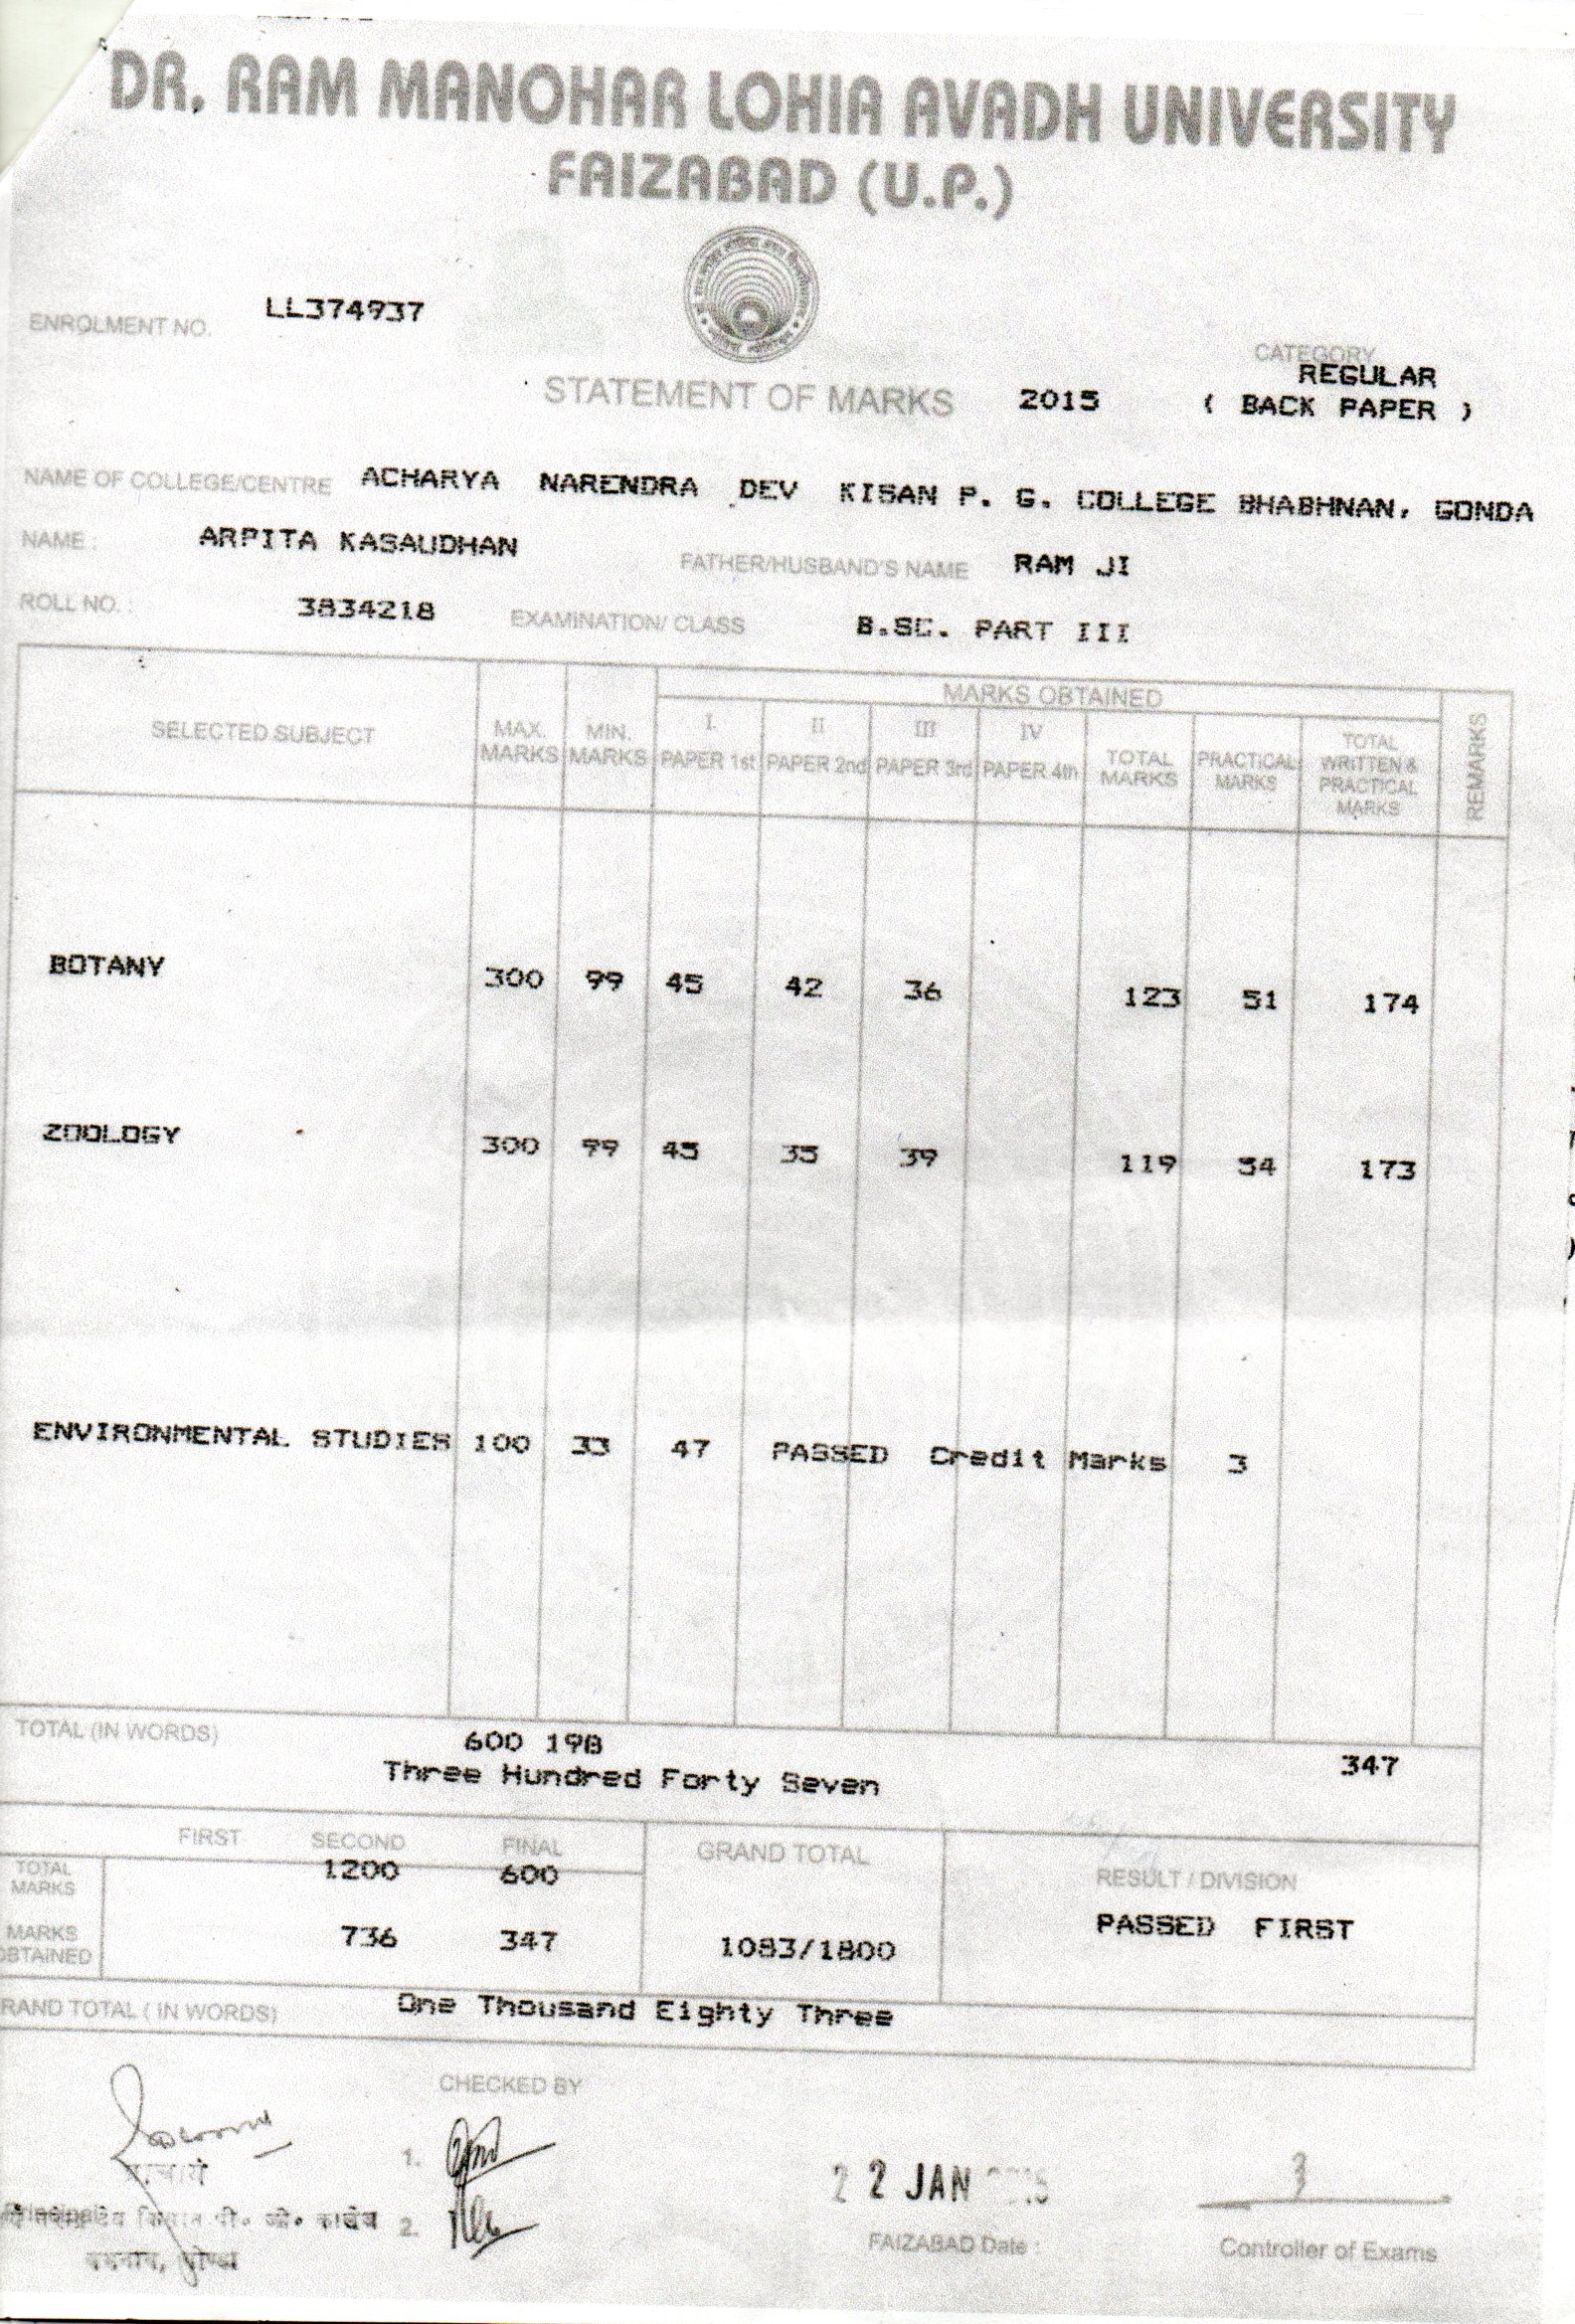 DR. RAM MANOHAR LOHIA AVADH UNIVERSITY
FAIZABAD (U.P.)
ENROLMENT NO. LL374937
CATEGORY
REGULAR
STATEMENT OF MARKS 2015 ( BACK PAPER )
NAME OF COLLEGE/CENTRE ACHARYA NARENDRA DEV KISAN P. G. COLLEGE BHABHNAN, GONDA
NAME : ARPITA KASAUDHAN FATHER/HUSBAND'S NAME RAM JI
ROLL NO. : 3834218 EXAMINATION/ CLASS B.SC. PART III
MARKS OBTAINED
SELECTED SUBJECT MAX. MARKS MIN. MARKS I PAPER 1st II PAPER 2nd III PAPER 3rd IV PAPER 4th TOTAL MARKS PRACTICAL MARKS TOTAL WRITTEN & PRACTICAL MARKS REMARKS
BOTANY 300 99 45 42 36 123 51 174
ZOOLOGY 300 99 45 35 39 119 54 173
ENVIRONMENTAL STUDIES 100 33 47 PASSED Credit Marks 3
TOTAL (IN WORDS) 600 198 347
Three Hundred Forty Seven
FIRST SECOND FINAL GRAND TOTAL RESULT / DIVISION
TOTAL MARKS 1200 600
MARKS OBTAINED 736 347 1083/1800 PASSED FIRST
RAND TOTAL ( IN WORDS) One Thousand Eighty Three
CHECKED BY
1.
2.
प्राचार्य
Principal
किसान पी० जी० कालेज
बभनान, गोण्डा
22 JAN
FAIZABAD Date :
Controller of Exams